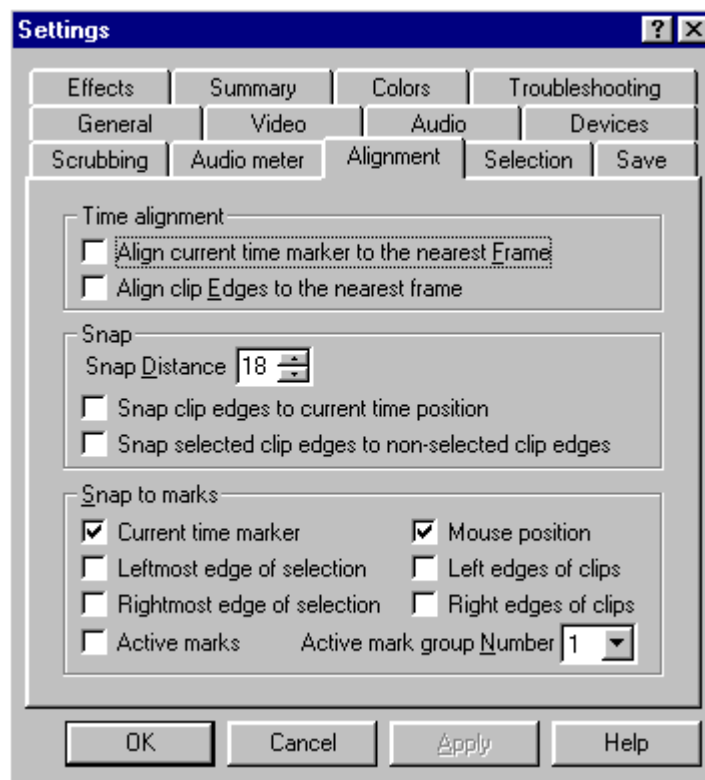 Settings
Effects Summary Colors Troubleshooting
General Video Audio Devices
Scrubbing Audio meter Alignment Selection Save
Time alignment
Align current time marker to the nearest Frame
Align clip Edges to the nearest frame
Snap
Snap Distance 18
Snap clip edges to current time position
Snap selected clip edges to non-selected clip edges
Snap to marks
Current time marker Mouse position
Leftmost edge of selection Left edges of clips
Rightmost edge of selection Right edges of clips
Active marks Active mark group Number 1
OK Cancel Apply Help